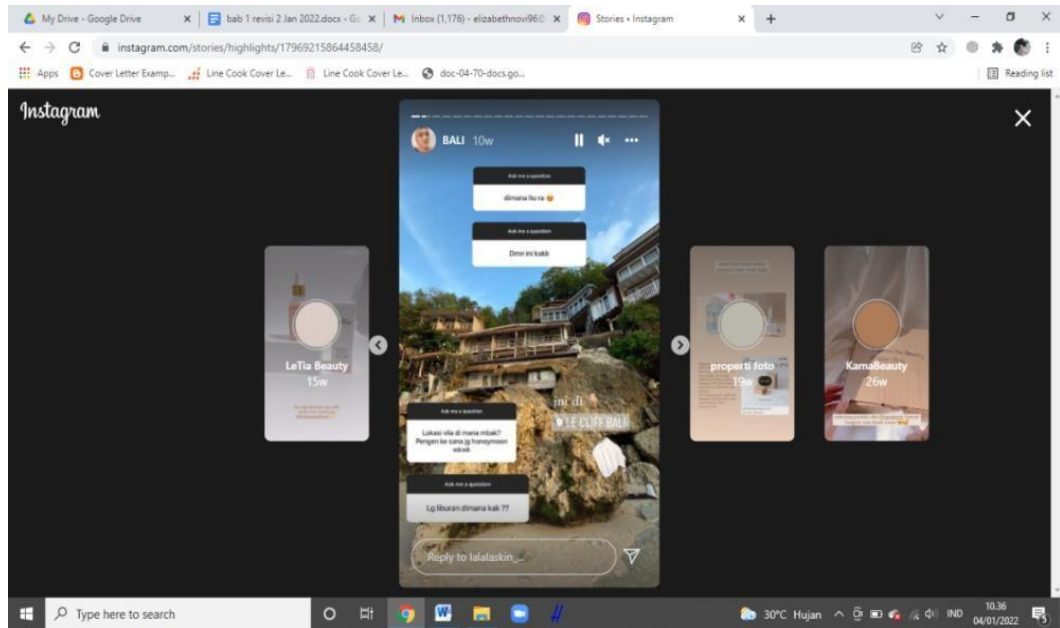 My Drive - Google Drive
bab 1 revisi 2 Jan 2022.docx - Go
Inbox (1,176) - elizabethnovi96@
Stories • Instagram
instagram.com/stories/highlights/17969215864458458/
Apps
Cover Letter Examp...
Line Cook Cover Le...
Line Cook Cover Le...
doc-04-70-docs.go...
Reading list
Instagram
BALI 10w
Ask me a question
dimana itu ra
Ask me a question
Dmn ini kakk
LeTia Beauty
15w
properti foto
19w
KamaBeauty
26w
ini di
LE CLIFF BALI
Ask me a question
Lokasi vila di mana mbak?
Pengen ke sana jg honeymoon
wkwk
Ask me a question
Lg liburan dimana kak ??
Reply to lalalaskin_...
Type here to search
30°C Hujan
IND
10.36
04/01/2022
5